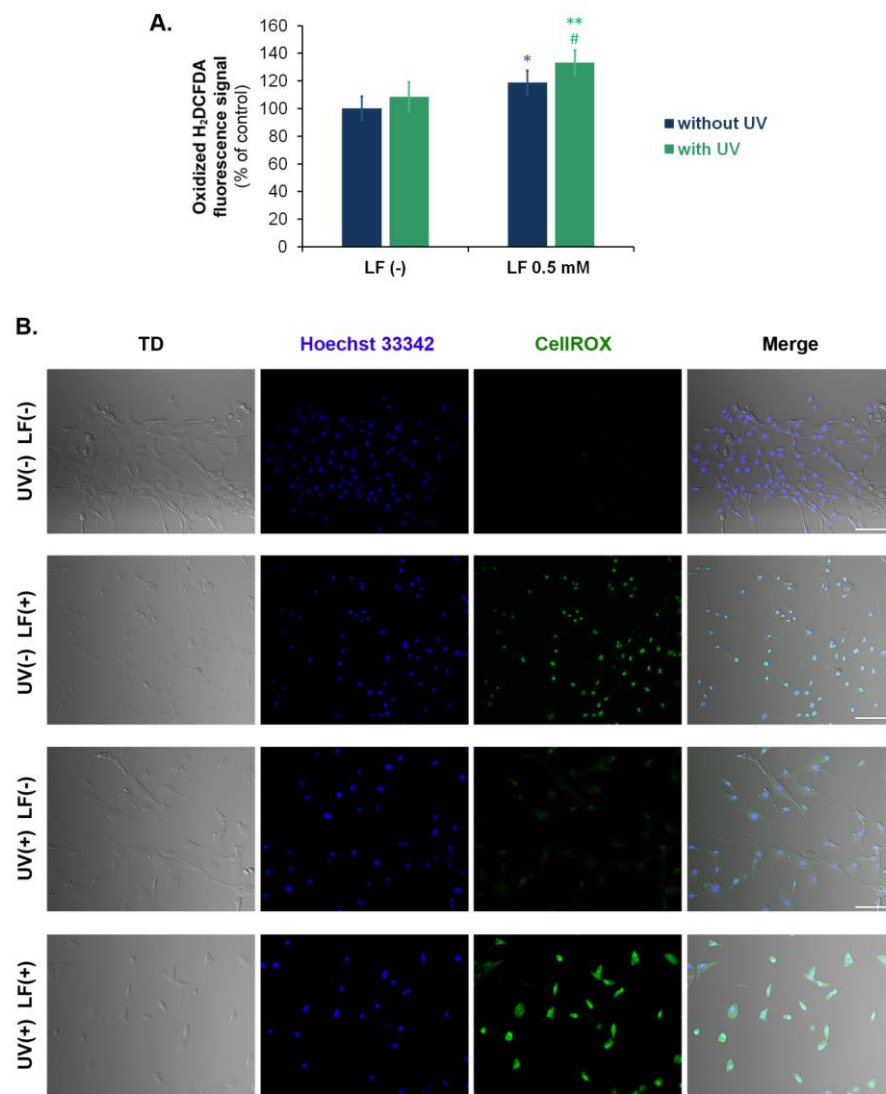 A.
Oxidized H₂DCFDA
fluorescence signal
(% of control)
160
140
120
100
80
60
40
20
0
*
**
#
LF (-)
LF 0.5 mM
without UV
with UV
B.
TD
Hoechst 33342
CellROX
Merge
UV(-) LF(-)
UV(-) LF(+)
UV(+) LF(-)
UV(+) LF(+)